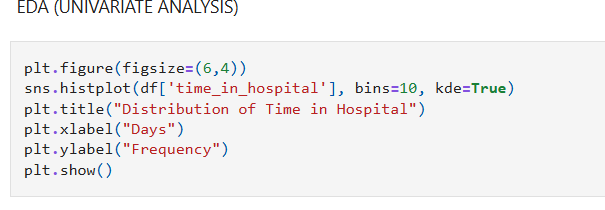 EDA (UNIVARIATE ANALYSIS)
plt.figure(figsize=(6,4))
sns.histplot(df['time_in_hospital'], bins=10, kde=True)
plt.title("Distribution of Time in Hospital")
plt.xlabel("Days")
plt.ylabel("Frequency")
plt.show()